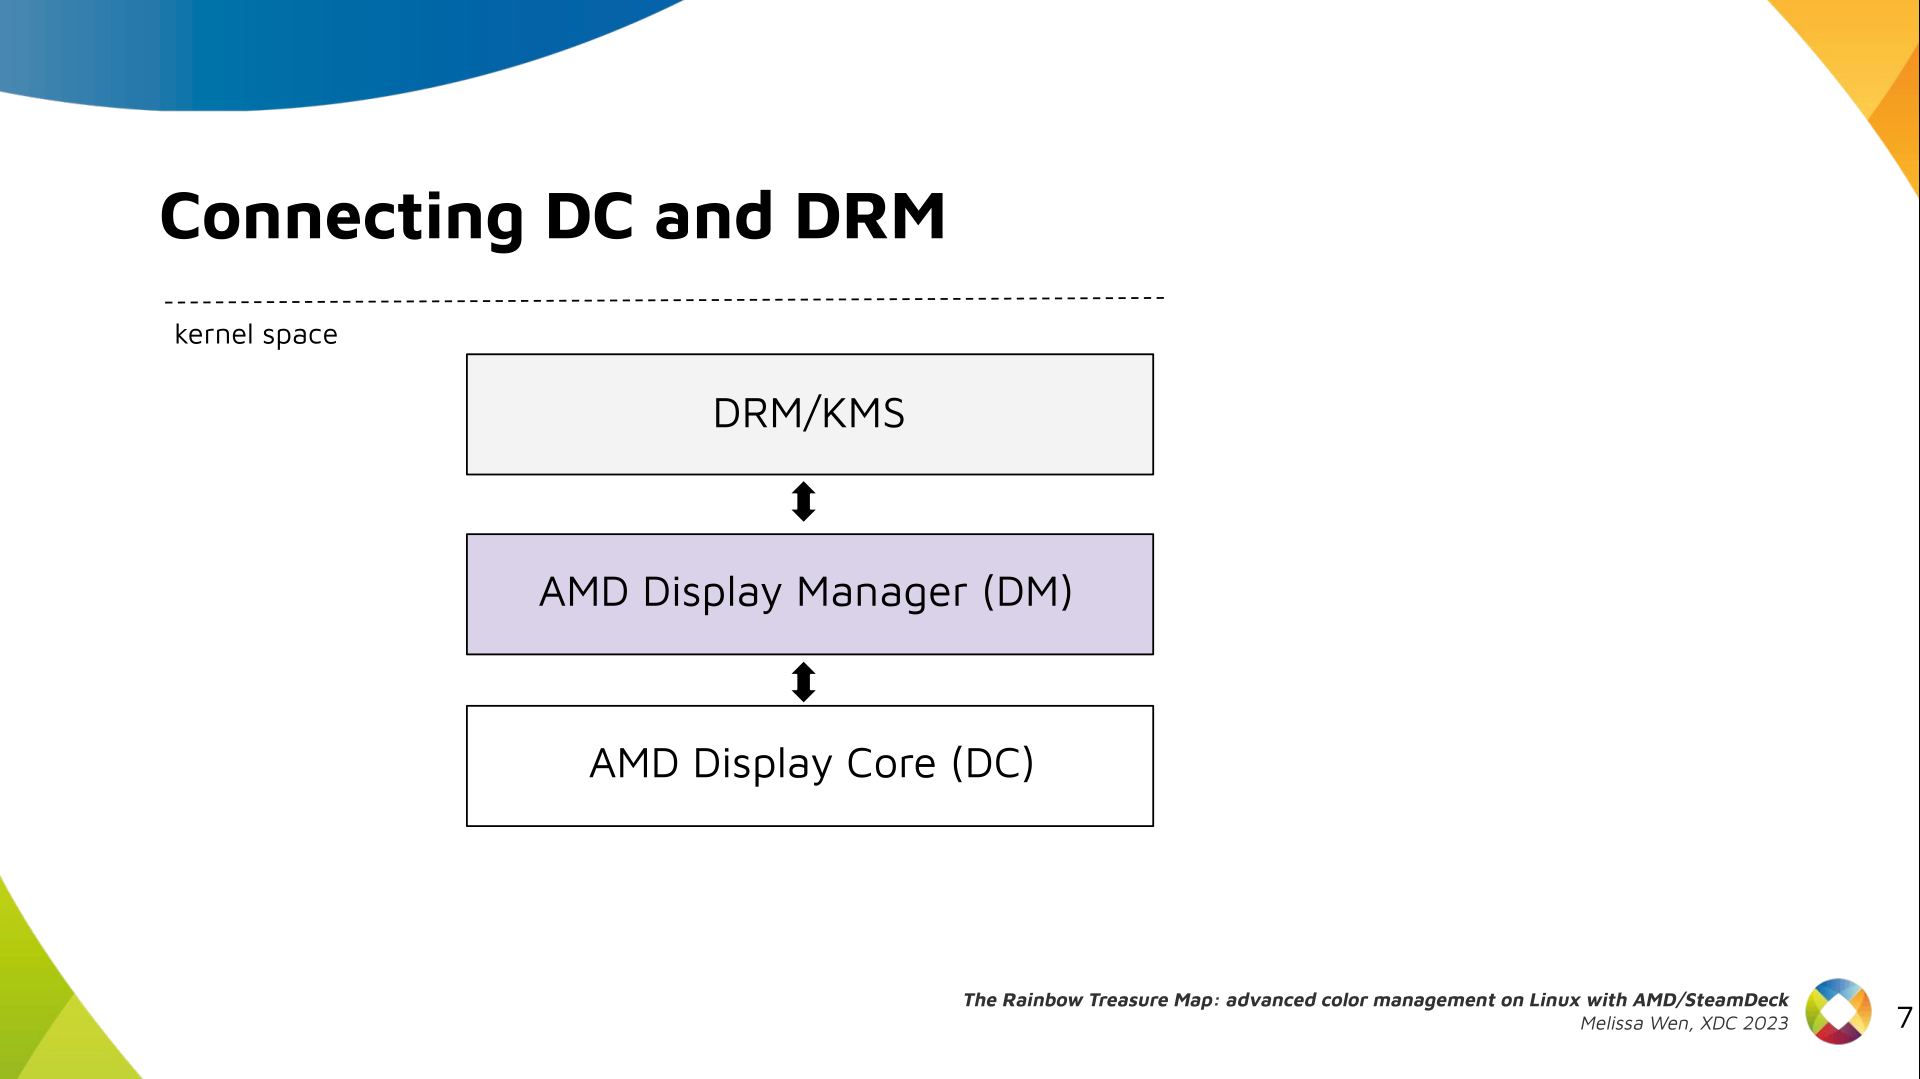 Connecting DC and DRM
kernel space
DRM/KMS
AMD Display Manager (DM)
AMD Display Core (DC)
The Rainbow Treasure Map: advanced color management on Linux with AMD/SteamDeck
Melissa Wen, XDC 2023
7